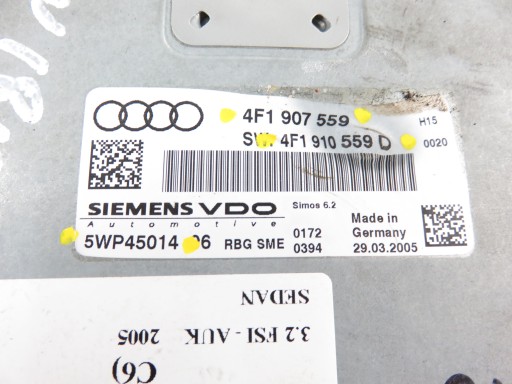 4F1 907 559
H15
SW. 4F1 910 559 D
0020
SIEMENS VDO
Automotive
Simos 6.2
Made in
Germany
5WP45014 06
RBG SME
0172
0394
29.03.2005
SEDAN
3.2 FSI - AUK 2005
C6)